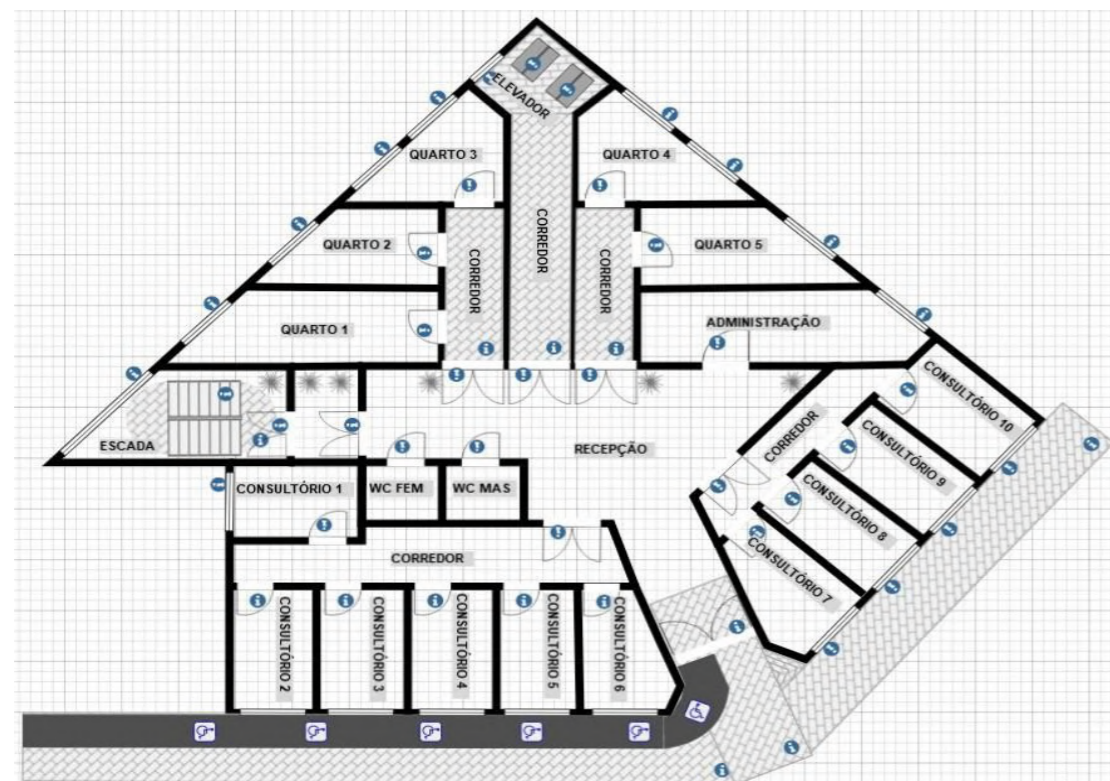 ELEVADOR
QUARTO 3
QUARTO 4
QUARTO 2
CORREDOR
CORREDOR
CORREDOR
QUARTO 5
QUARTO 1
ADMINISTRAÇÃO
CONSULTÓRIO 10
ESCADA
RECEPÇÃO
CORREDOR
CONSULTÓRIO 9
CONSULTÓRIO 1
WC FEM
WC MAS
CONSULTÓRIO 8
CORREDOR
CONSULTÓRIO 7
CONSULTÓRIO 2
CONSULTÓRIO 3
CONSULTÓRIO 4
CONSULTÓRIO 5
CONSULTÓRIO 6